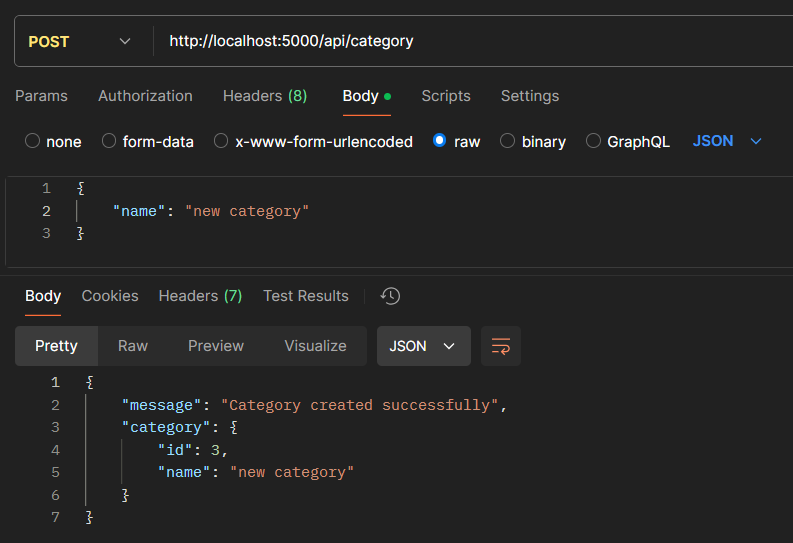 POST http://localhost:5000/api/category
Params Authorization Headers (8) Body Scripts Settings
none form-data x-www-form-urlencoded raw binary GraphQL JSON
1 {
2 "name": "new category"
3 }
Body Cookies Headers (7) Test Results
Pretty Raw Preview Visualize JSON
1 {
2 "message": "Category created successfully",
3 "category": {
4 "id": 3,
5 "name": "new category"
6 }
7 }